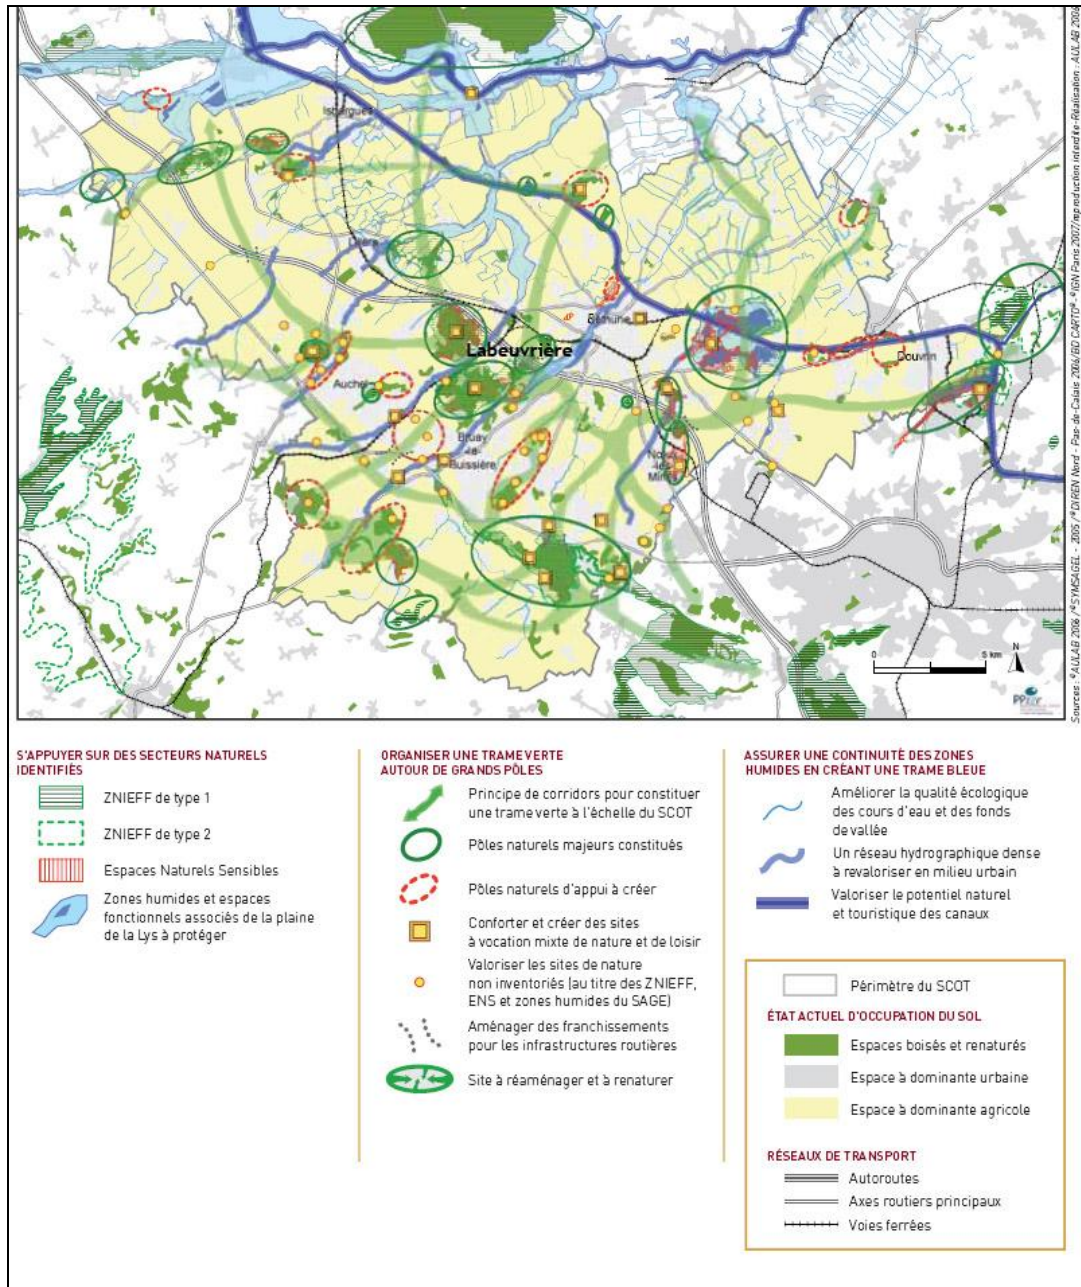 Isbergues
Lillers
Béthune
Labeuvrière
Douvrin
Auchel
Bruay
-la-
Buissière
Noeux
-les-
Mines
0 5 km
N
Sources : ©AULAB 2006 / ©SYMSAGEL - 2005 / ©DIREN Nord - Pas-de-Calais 2006/BD CARTO® - ©IGN Paris 2007/reproduction interdite-Réalisation : AULAB 2006
S'APPUYER SUR DES SECTEURS NATURELS
IDENTIFIÉS
ZNIEFF de type 1
ZNIEFF de type 2
Espaces Naturels Sensibles
Zones humides et espaces
fonctionnels associés de la plaine
de la Lys à protéger
ORGANISER UNE TRAME VERTE
AUTOUR DE GRANDS PÔLES
Principe de corridors pour constituer
une trame verte à l'échelle du SCOT
Pôles naturels majeurs constitués
Pôles naturels d'appui à créer
Conforter et créer des sites
à vocation mixte de nature et de loisir
Valoriser les sites de nature
non inventoriés (au titre des ZNIEFF,
ENS et zones humides du SAGE)
Aménager des franchissements
pour les infrastructures routières
Site à réaménager et à renaturer
ASSURER UNE CONTINUITÉ DES ZONES
HUMIDES EN CRÉANT UNE TRAME BLEUE
Améliorer la qualité écologique
des cours d'eau et des fonds
de vallée
Un réseau hydrographique dense
à revaloriser en milieu urbain
Valoriser le potentiel naturel
et touristique des canaux
Périmètre du SCOT
ÉTAT ACTUEL D'OCCUPATION DU SOL
Espaces boisés et renaturés
Espace à dominante urbaine
Espace à dominante agricole
RÉSEAUX DE TRANSPORT
Autoroutes
Axes routiers principaux
Voies ferrées